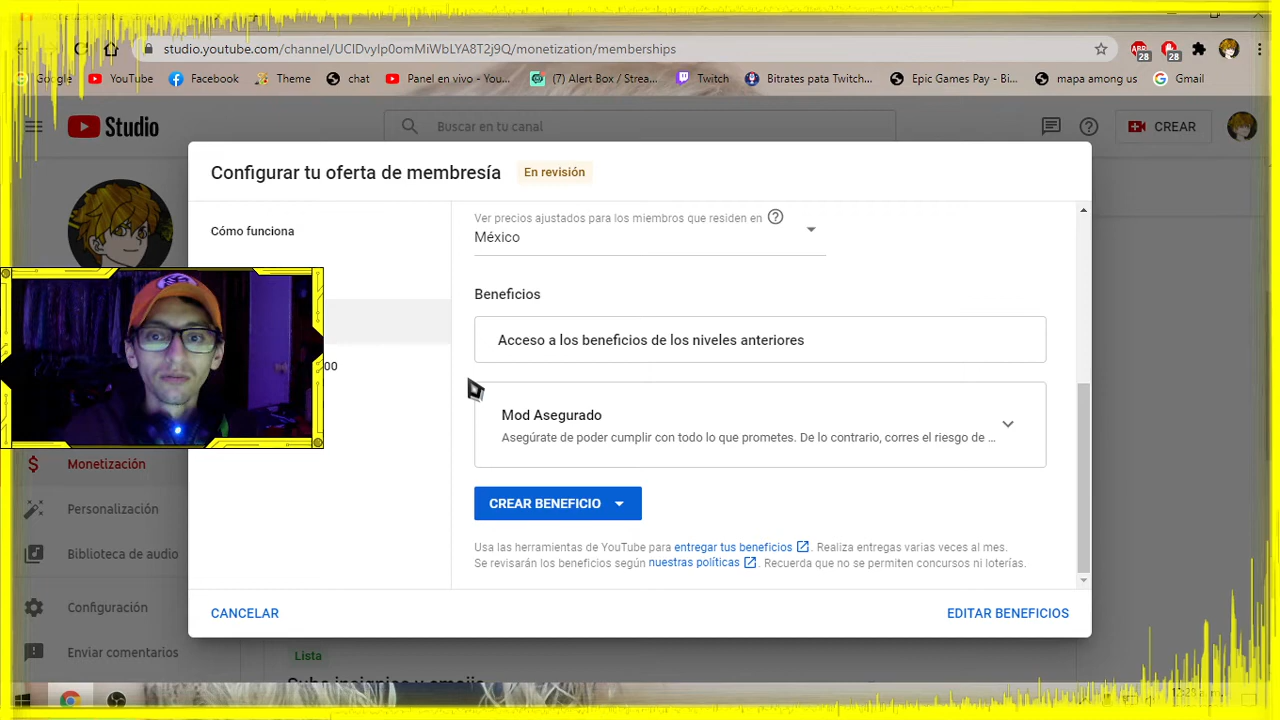 studio.youtube.com/channel/UCIDvyIp0omMiWbLYA8T2j9Q/monetization/memberships
28
28
Google
YouTube
Facebook
Theme
chat
Panel en vivo - You...
(7) Alert Box / Strea...
Twitch
Bitrates pata Twitch...
Epic Games Pay - Bi...
mapa among us
Gmail
Studio
Buscar en tu canal
CREAR
Configurar tu oferta de membresía
En revisión
Cómo funciona
00
Ver precios ajustados para los miembros que residen en
México
Beneficios
Acceso a los beneficios de los niveles anteriores
Mod Asegurado
Asegúrate de poder cumplir con todo lo que prometes. De lo contrario, corres el riesgo de ...
CREAR BENEFICIO
Usa las herramientas de YouTube para entregar tus beneficios. Realiza entregas varias veces al mes.
Se revisarán los beneficios según nuestras políticas. Recuerda que no se permiten concursos ni loterías.
CANCELAR
EDITAR BENEFICIOS
Monetización
Personalización
Biblioteca de audio
Configuración
Enviar comentarios
Lista